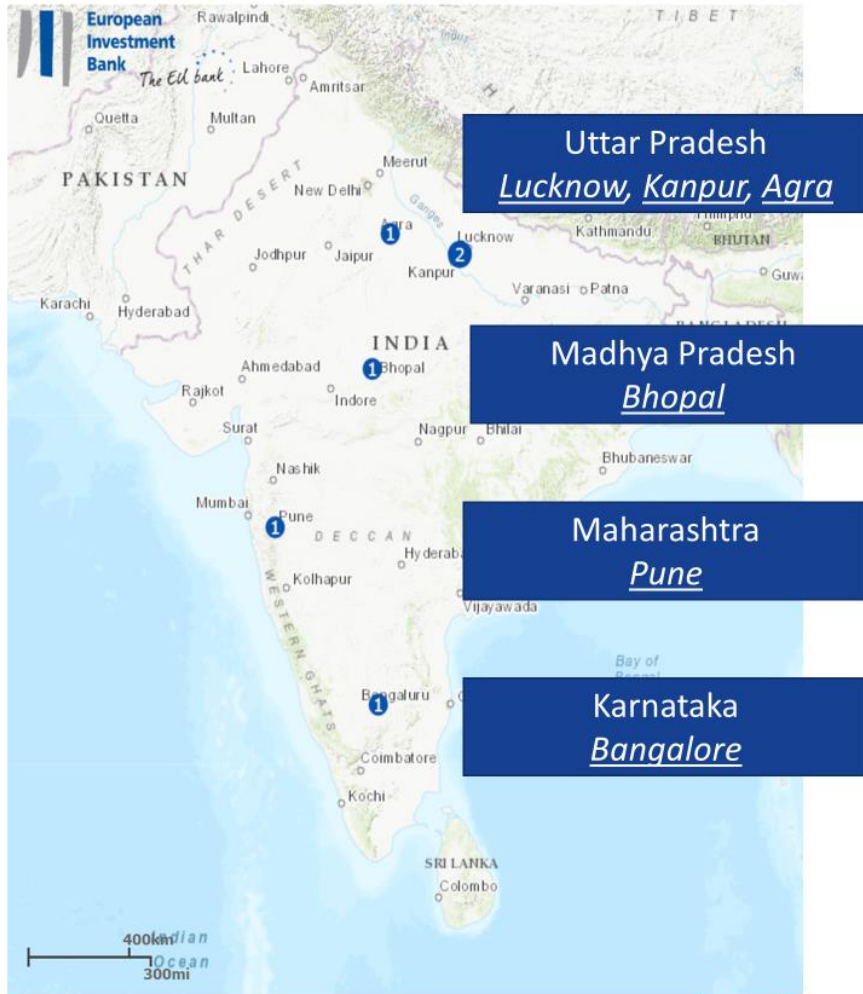 European
Investment
Bank
The EU bank
Rawalpindi
TIBET
Lahore
Amritsar
Indus
Quetta
Multan
PAKISTAN
THAR DESERT
Meerut
New Delhi
Ganges
Uttar Pradesh
Lucknow, Kanpur, Agra
Agra
1
Lucknow
2
Kathmandu
Thimphu
BHUTAN
Jodhpur
Jaipur
Kanpur
Karachi
Hyderabad
Varanasi
Patna
INDIA
Madhya Pradesh
Bhopal
Ahmedabad
1
Bhopal
Rajkot
Indore
Surat
Nagpur
Bhilai
Nashik
Bhubaneswar
Mumbai
Pune
1
DECCAN
Maharashtra
Pune
Kolhapur
WESTERN GHATS
Vijayawada
Bay of
Bengaluru
1
Karnataka
Bangalore
Coimbatore
Kochi
SRI LANKA
Colombo
400km
Indian
Ocean
300mi